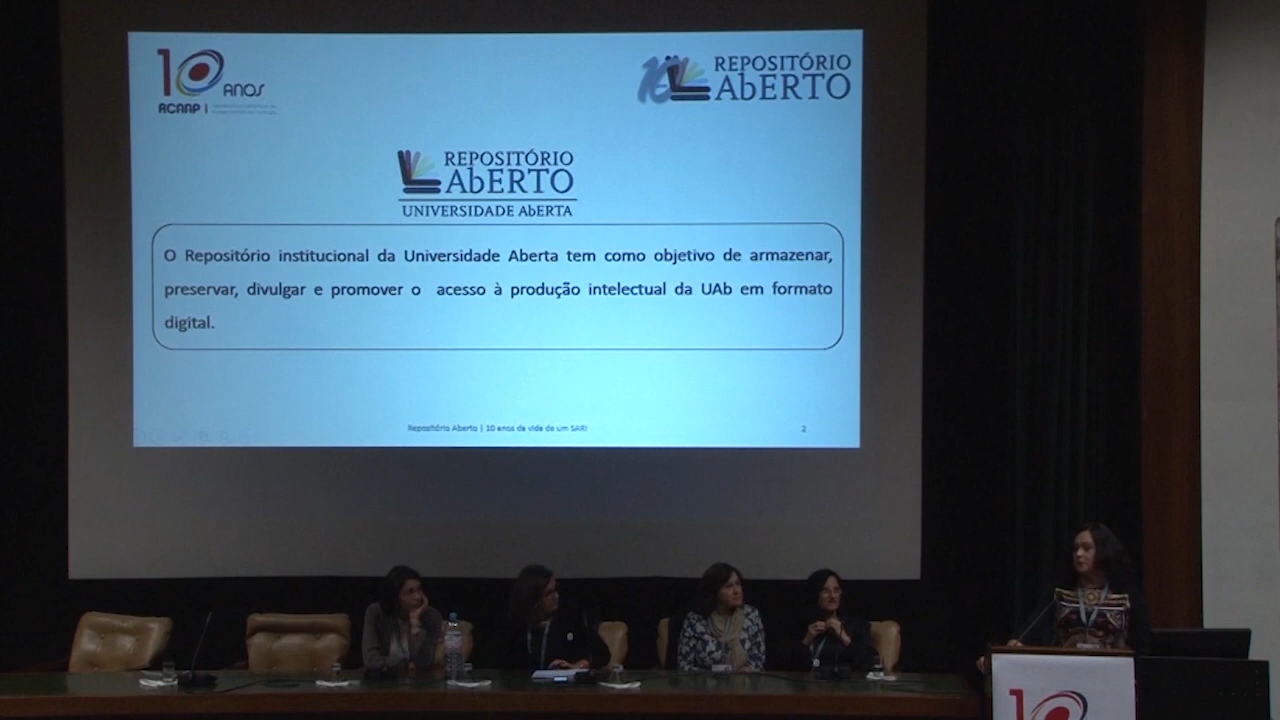 10 ANOS
RCAAP
REPOSITÓRIO
AbERTO
REPOSITÓRIO
AbERTO
UNIVERSIDADE AbERTA
O Repositório institucional da Universidade Aberta tem como objetivo de armazenar,
preservar, divulgar e promover o acesso à produção intelectual da UAb em formato
digital.
Repositório Aberto | 10 anos de vida de um SARI
2
10